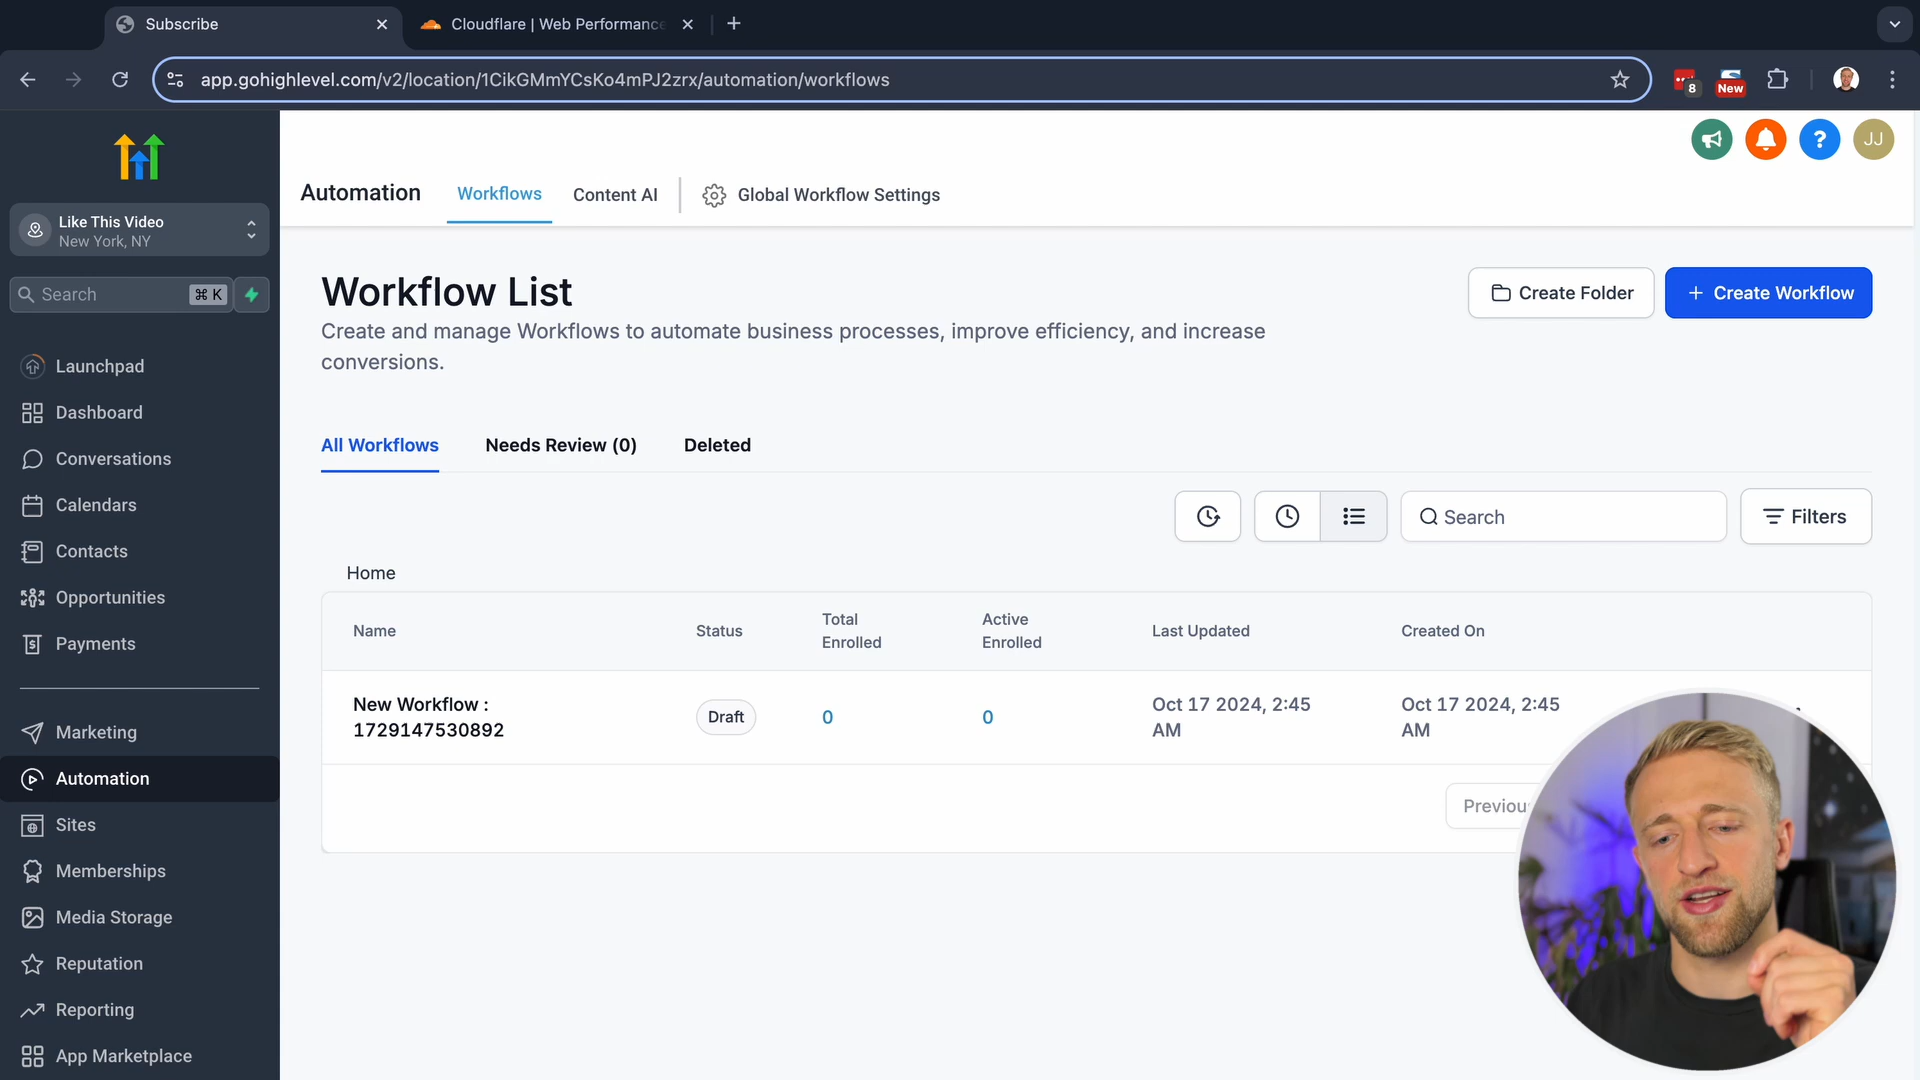 Subscribe
Cloudflare | Web Performance
app.gohighlevel.com/v2/location/1CikGMmYCsKo4mPJ2zrx/automation/workflows
8
New
JJ
Automation
Workflows
Content AI
Global Workflow Settings
Like This Video
New York, NY
Search
⌘ K
Launchpad
Dashboard
Conversations
Calendars
Contacts
Opportunities
Payments
Marketing
Automation
Sites
Memberships
Media Storage
Reputation
Reporting
App Marketplace
Workflow List
Create and manage Workflows to automate business processes, improve efficiency, and increase
conversions.
Create Folder
+ Create Workflow
All Workflows
Needs Review (0)
Deleted
Search
Filters
Home
Name
Status
Total
Enrolled
Active
Enrolled
Last Updated
Created On
New Workflow :
1729147530892
Draft
0
0
Oct 17 2024, 2:45
AM
Oct 17 2024, 2:45
AM
Previou